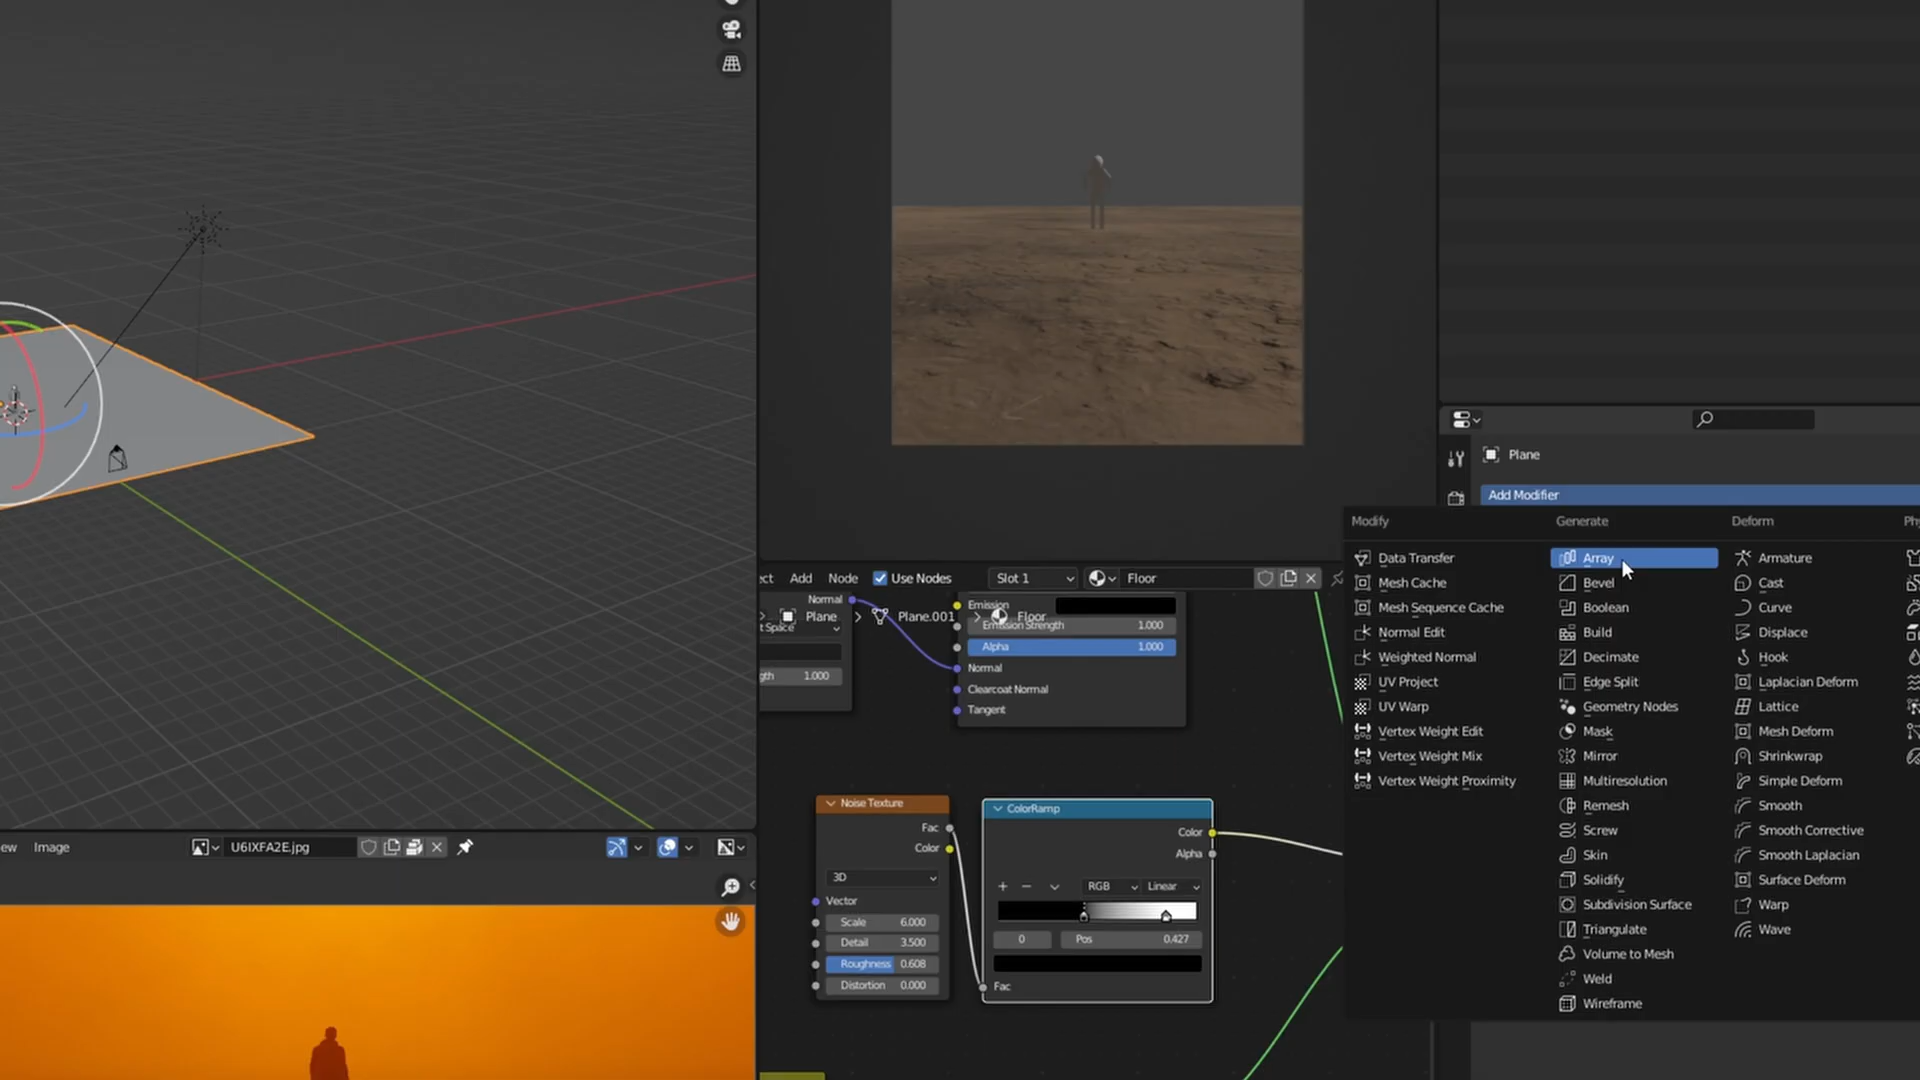 Plane
Add Modifier
Modify
Generate
Deform
Data Transfer
Mesh Cache
Mesh Sequence Cache
Normal Edit
Weighted Normal
UV Project
UV Warp
Vertex Weight Edit
Vertex Weight Mix
Vertex Weight Proximity
Array
Bevel
Boolean
Build
Decimate
Edge Split
Geometry Nodes
Mask
Mirror
Multiresolution
Remesh
Screw
Skin
Solidify
Subdivision Surface
Triangulate
Volume to Mesh
Weld
Wireframe
Armature
Cast
Curve
Displace
Hook
Laplacian Deform
Lattice
Mesh Deform
Shrinkwrap
Simple Deform
Smooth
Smooth Corrective
Smooth Laplacian
Surface Deform
Warp
Wave
Add Node Use Nodes Slot 1 Floor
Normal
Plane Plane.001 Floor
t Space
gth 1.000
Emission
Emission Strength 1.000
Alpha 1.000
Normal
Clearcoat Normal
Tangent
Noise Texture
Fac
Color
3D
Vector
Scale 6.000
Detail 3.500
Roughness 0.608
Distortion 0.000
ColorRamp
Color
Alpha
+ − RGB Linear
0 Pos 0.427
Fac
ew Image U6IXFA2E.jpg